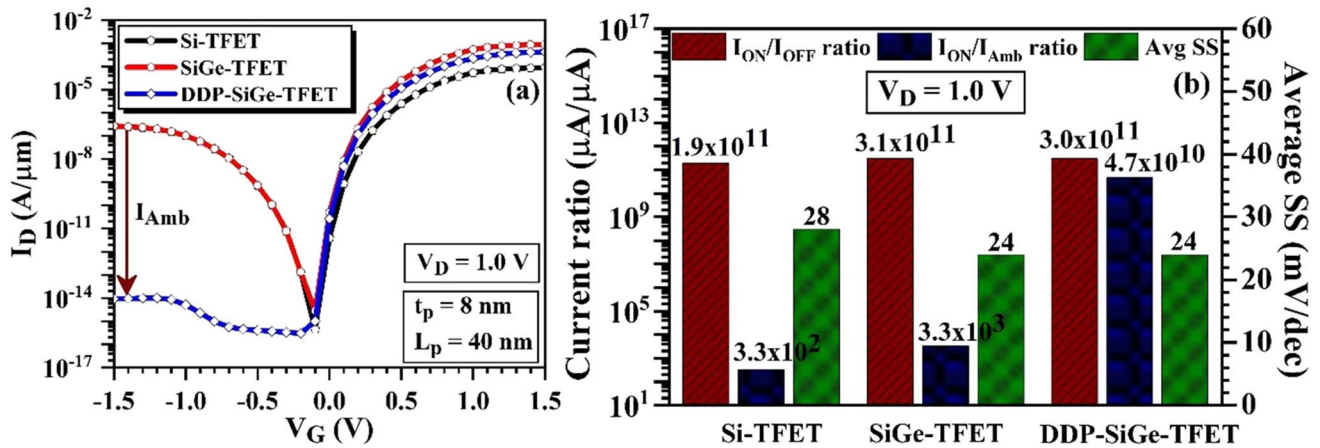 10⁻²
10⁻⁵
10⁻⁸
10⁻¹¹
10⁻¹⁴
10⁻¹⁷
I_D (A/μm)
Si-TFET
SiGe-TFET
DDP-SiGe-TFET
(a)
I_Amb
V_D = 1.0 V
t_p = 8 nm
L_p = 40 nm
-1.5 -1.0 -0.5 0.0 0.5 1.0 1.5
V_G (V)
10¹⁷
10¹³
10⁹
10⁵
10¹
Current ratio (μA/μA)
I_ON/I_OFF ratio I_ON/I_Amb ratio Avg SS
V_D = 1.0 V
(b)
1.9x10¹¹
3.3x10²
28
3.1x10¹¹
3.3x10³
24
3.0x10¹¹
4.7x10¹⁰
24
Si-TFET SiGe-TFET DDP-SiGe-TFET
60
50
40
30
20
10
0
Average SS (mV/dec)